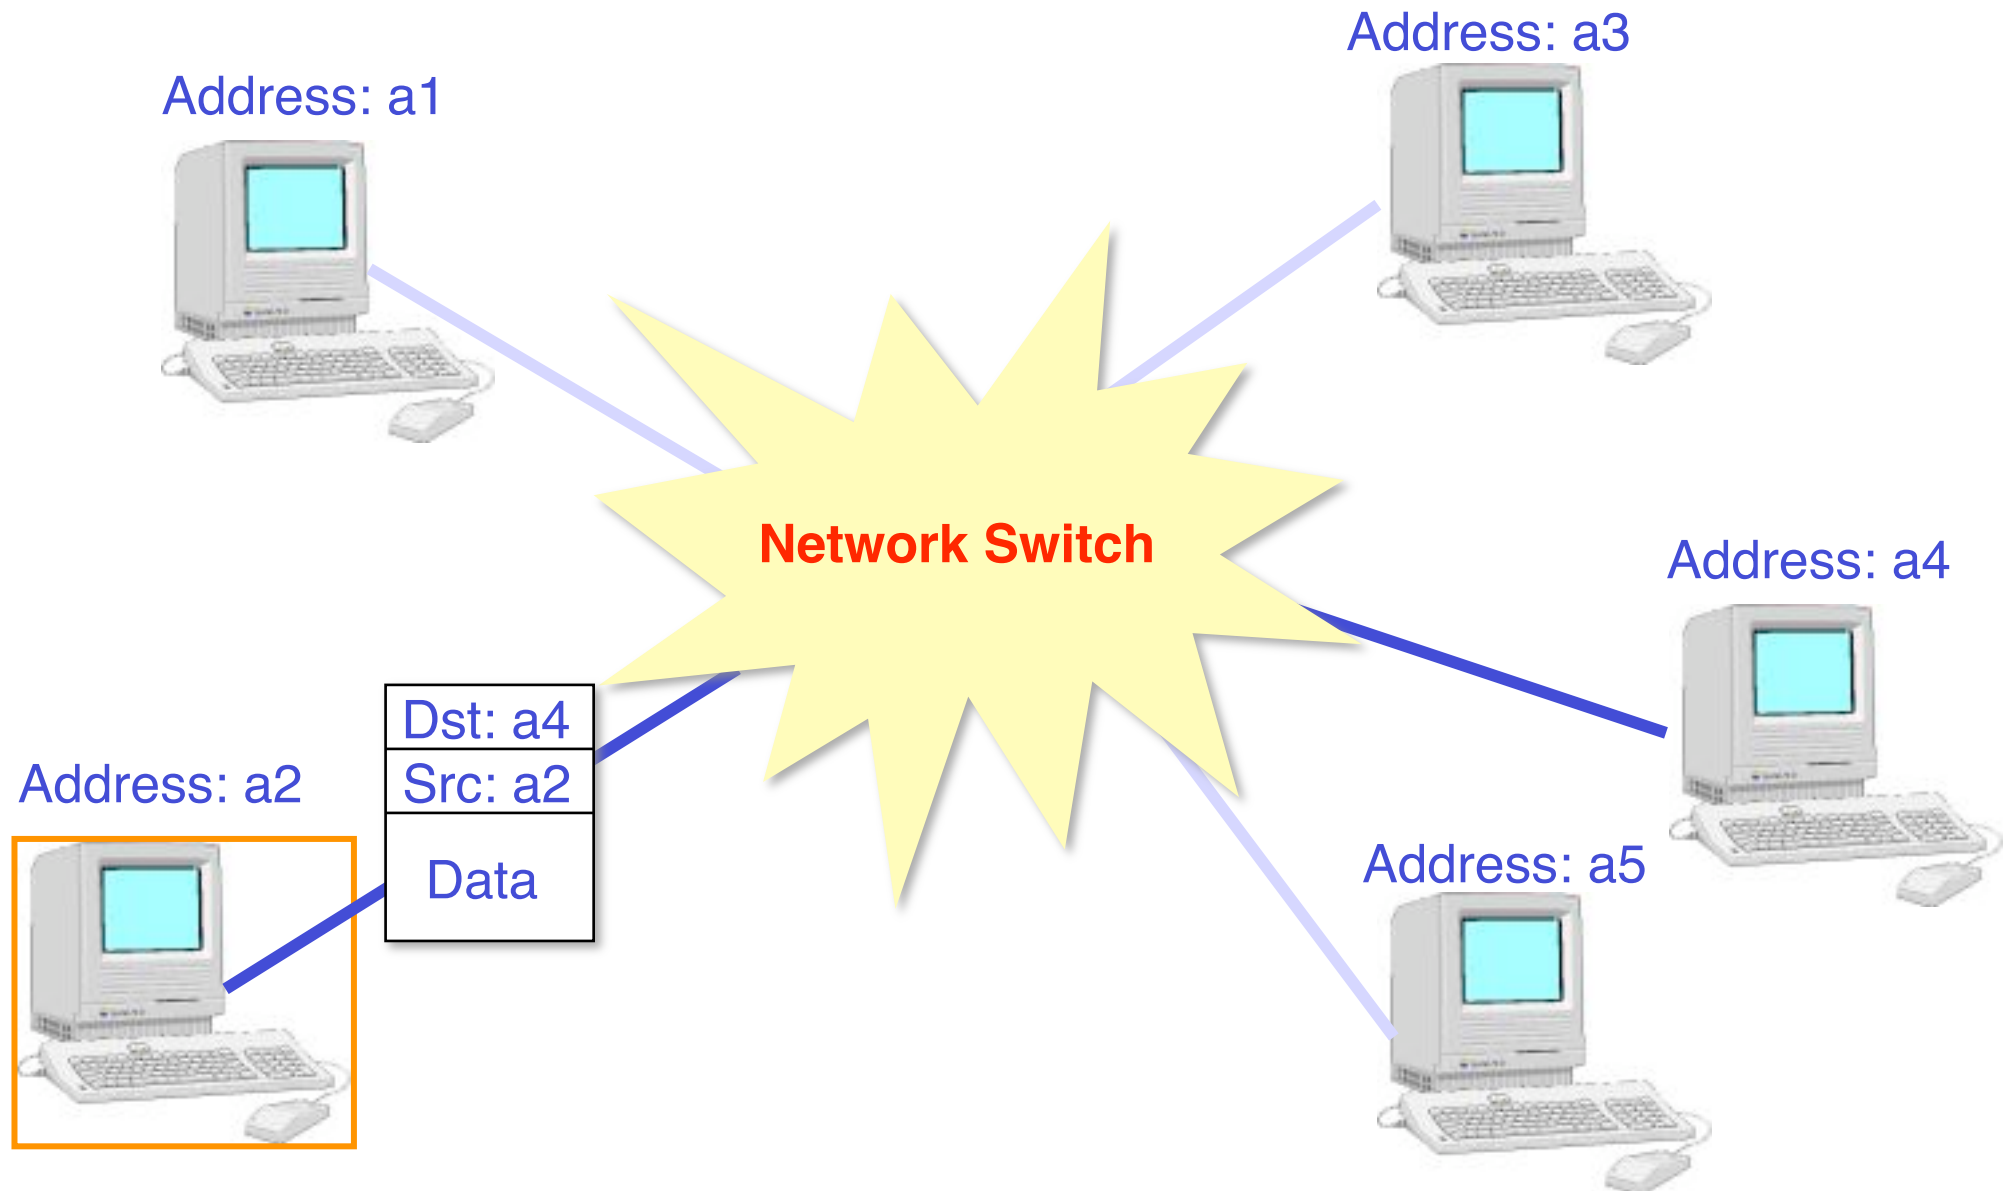 Address: a3
Address: a1
Network Switch
Address: a4
Dst: a4
Src: a2
Data
Address: a2
Address: a5